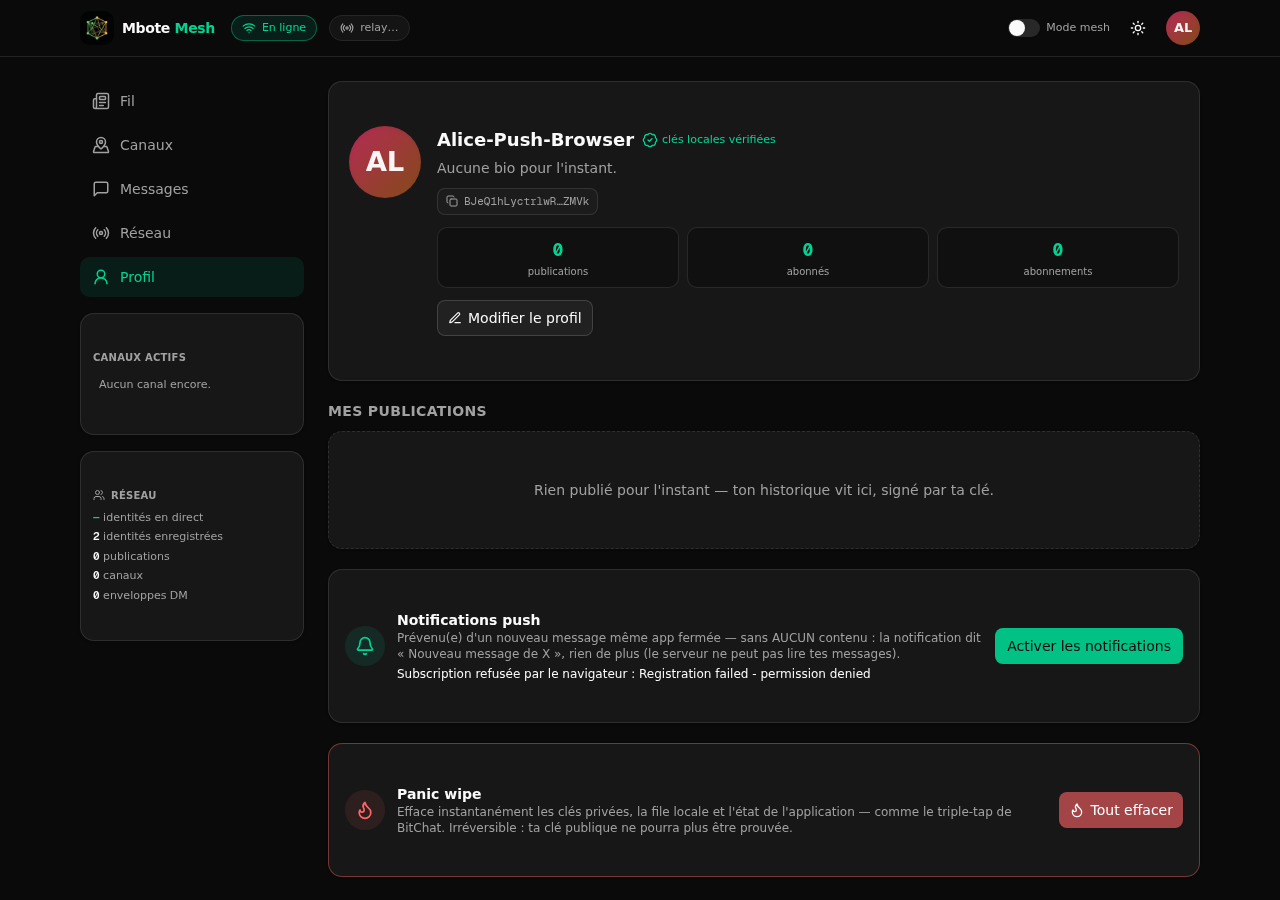 Mbote Mesh
En ligne
relay…
Mode mesh
AL
Fil
Canaux
Messages
Réseau
Profil
CANAUX ACTIFS
Aucun canal encore.
RÉSEAU
– identités en direct
2 identités enregistrées
0 publications
0 canaux
0 enveloppes DM
AL
Alice-Push-Browser
clés locales vérifiées
Aucune bio pour l'instant.
BJeQ1hLyctrlwR…ZMVk
0
publications
0
abonnés
0
abonnements
Modifier le profil
MES PUBLICATIONS
Rien publié pour l'instant — ton historique vit ici, signé par ta clé.
Notifications push
Prévenu(e) d'un nouveau message même app fermée — sans AUCUN contenu : la notification dit
« Nouveau message de X », rien de plus (le serveur ne peut pas lire tes messages).
Subscription refusée par le navigateur : Registration failed - permission denied
Activer les notifications
Panic wipe
Efface instantanément les clés privées, la file locale et l'état de l'application — comme le triple-tap de
BitChat. Irréversible : ta clé publique ne pourra plus être prouvée.
Tout effacer